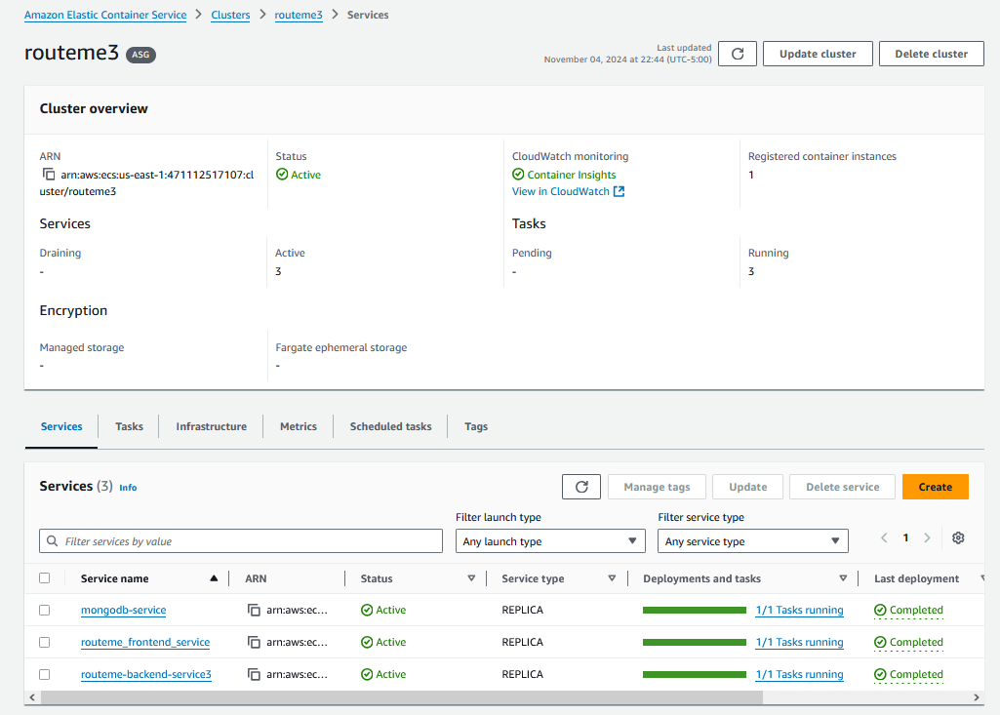 Amazon Elastic Container Service > Clusters > routeme3 > Services
routeme3 ASG
Last updated
November 04, 2024 at 22:44 (UTC-5:00)
Update cluster
Delete cluster
Cluster overview
ARN
arn:aws:ecs:us-east-1:471112517107:cl
uster/routeme3
Status
Active
CloudWatch monitoring
Container Insights
View in CloudWatch
Registered container instances
1
Services
Draining
-
Active
3
Tasks
Pending
-
Running
3
Encryption
Managed storage
-
Fargate ephemeral storage
-
Services Tasks Infrastructure Metrics Scheduled tasks Tags
Services (3) Info
Manage tags Update Delete service Create
Filter services by value
Filter launch type
Any launch type
Filter service type
Any service type
1
Service name ARN Status Service type Deployments and tasks Last deployment
mongodb-service arn:aws:ec... Active REPLICA 1/1 Tasks running Completed
routeme_frontend_service arn:aws:ec... Active REPLICA 1/1 Tasks running Completed
routeme-backend-service3 arn:aws:ec... Active REPLICA 1/1 Tasks running Completed